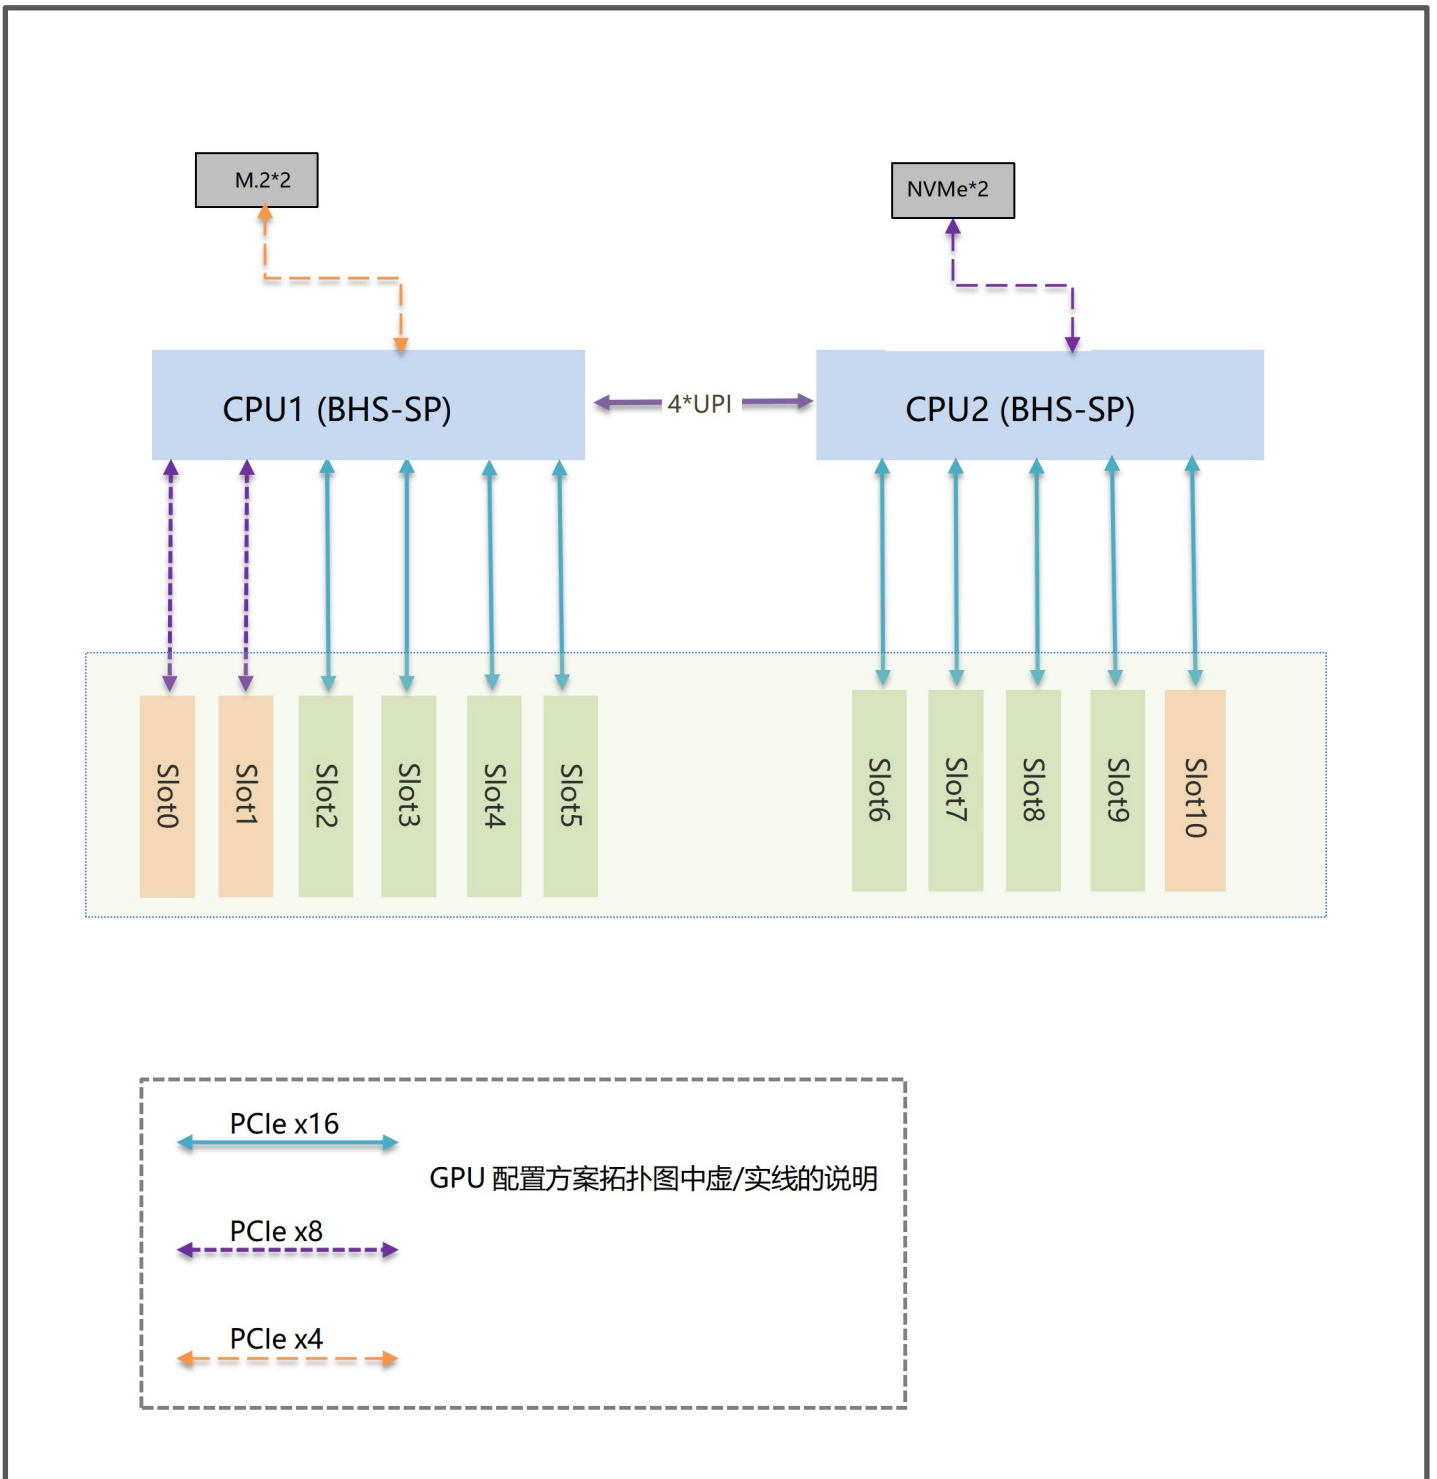 M.2*2
NVMe*2
CPU1 (BHS-SP)
4*UPI
CPU2 (BHS-SP)
Slot0
Slot1
Slot2
Slot3
Slot4
Slot5
Slot6
Slot7
Slot8
Slot9
Slot10
PCIe x16
GPU 配置方案拓扑图中虚/实线的说明
PCIe x8
PCIe x4